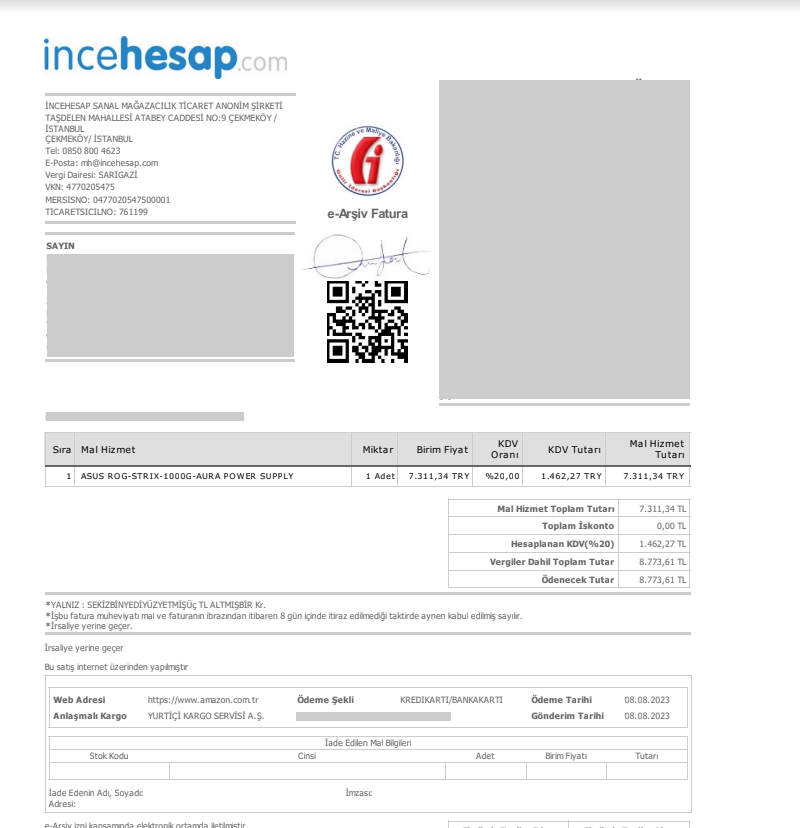 incehesap.com
İNCEHESAP SANAL MAĞAZACILIK TİCARET ANONİM ŞİRKETİ
TAŞDELEN MAHALLESİ ATABEY CADDESİ NO:9 ÇEKMEKÖY /
İSTANBUL
ÇEKMEKÖY/ İSTANBUL
Tel: 0850 800 4623
E-Posta: mh@incehesap.com
Vergi Dairesi: SARIGAZİ
VKN: 4770205475
MERSISNO: 0477020547500001
TICARETSICILNO: 761199
T.C. Hazine ve Maliye Bakanlığı
Gelir İdaresi Başkanlığı
e-Arşiv Fatura
SAYIN
Sıra Mal Hizmet Miktar Birim Fiyat KDV Oranı KDV Tutarı Mal Hizmet Tutarı
1 ASUS ROG-STRIX-1000G-AURA POWER SUPPLY 1 Adet 7.311,34 TRY %20,00 1.462,27 TRY 7.311,34 TRY
Mal Hizmet Toplam Tutarı 7.311,34 TL
Toplam İskonto 0,00 TL
Hesaplanan KDV(%20) 1.462,27 TL
Vergiler Dahil Toplam Tutar 8.773,61 TL
Ödenecek Tutar 8.773,61 TL
*YALNIZ : SEKİZBİNYEDİYÜZYETMİŞÜç TL ALTMIŞBİR Kr.
*İşbu fatura muheviyatı mal ve faturanın ibrazından itibaren 8 gün içinde itiraz edilmediği taktirde aynen kabul edilmiş sayılır.
*İrsaliye yerine geçer.
İrsaliye yerine geçer
Bu satış internet üzerinden yapılmıştır
Web Adresi https://www.amazon.com.tr Ödeme Şekli KREDIKARTI/BANKAKARTI Ödeme Tarihi 08.08.2023
Anlaşmalı Kargo YURTİÇİ KARGO SERVİSİ A.Ş. Gönderim Tarihi 08.08.2023
İade Edilen Mal Bilgileri
Stok Kodu Cinsi Adet Birim Fiyatı Tutarı
İade Edenin Adı, Soyadı: İmzası:
Adresi:
e-Arşiv izni kapsamında elektronik ortamda iletilmiştir.